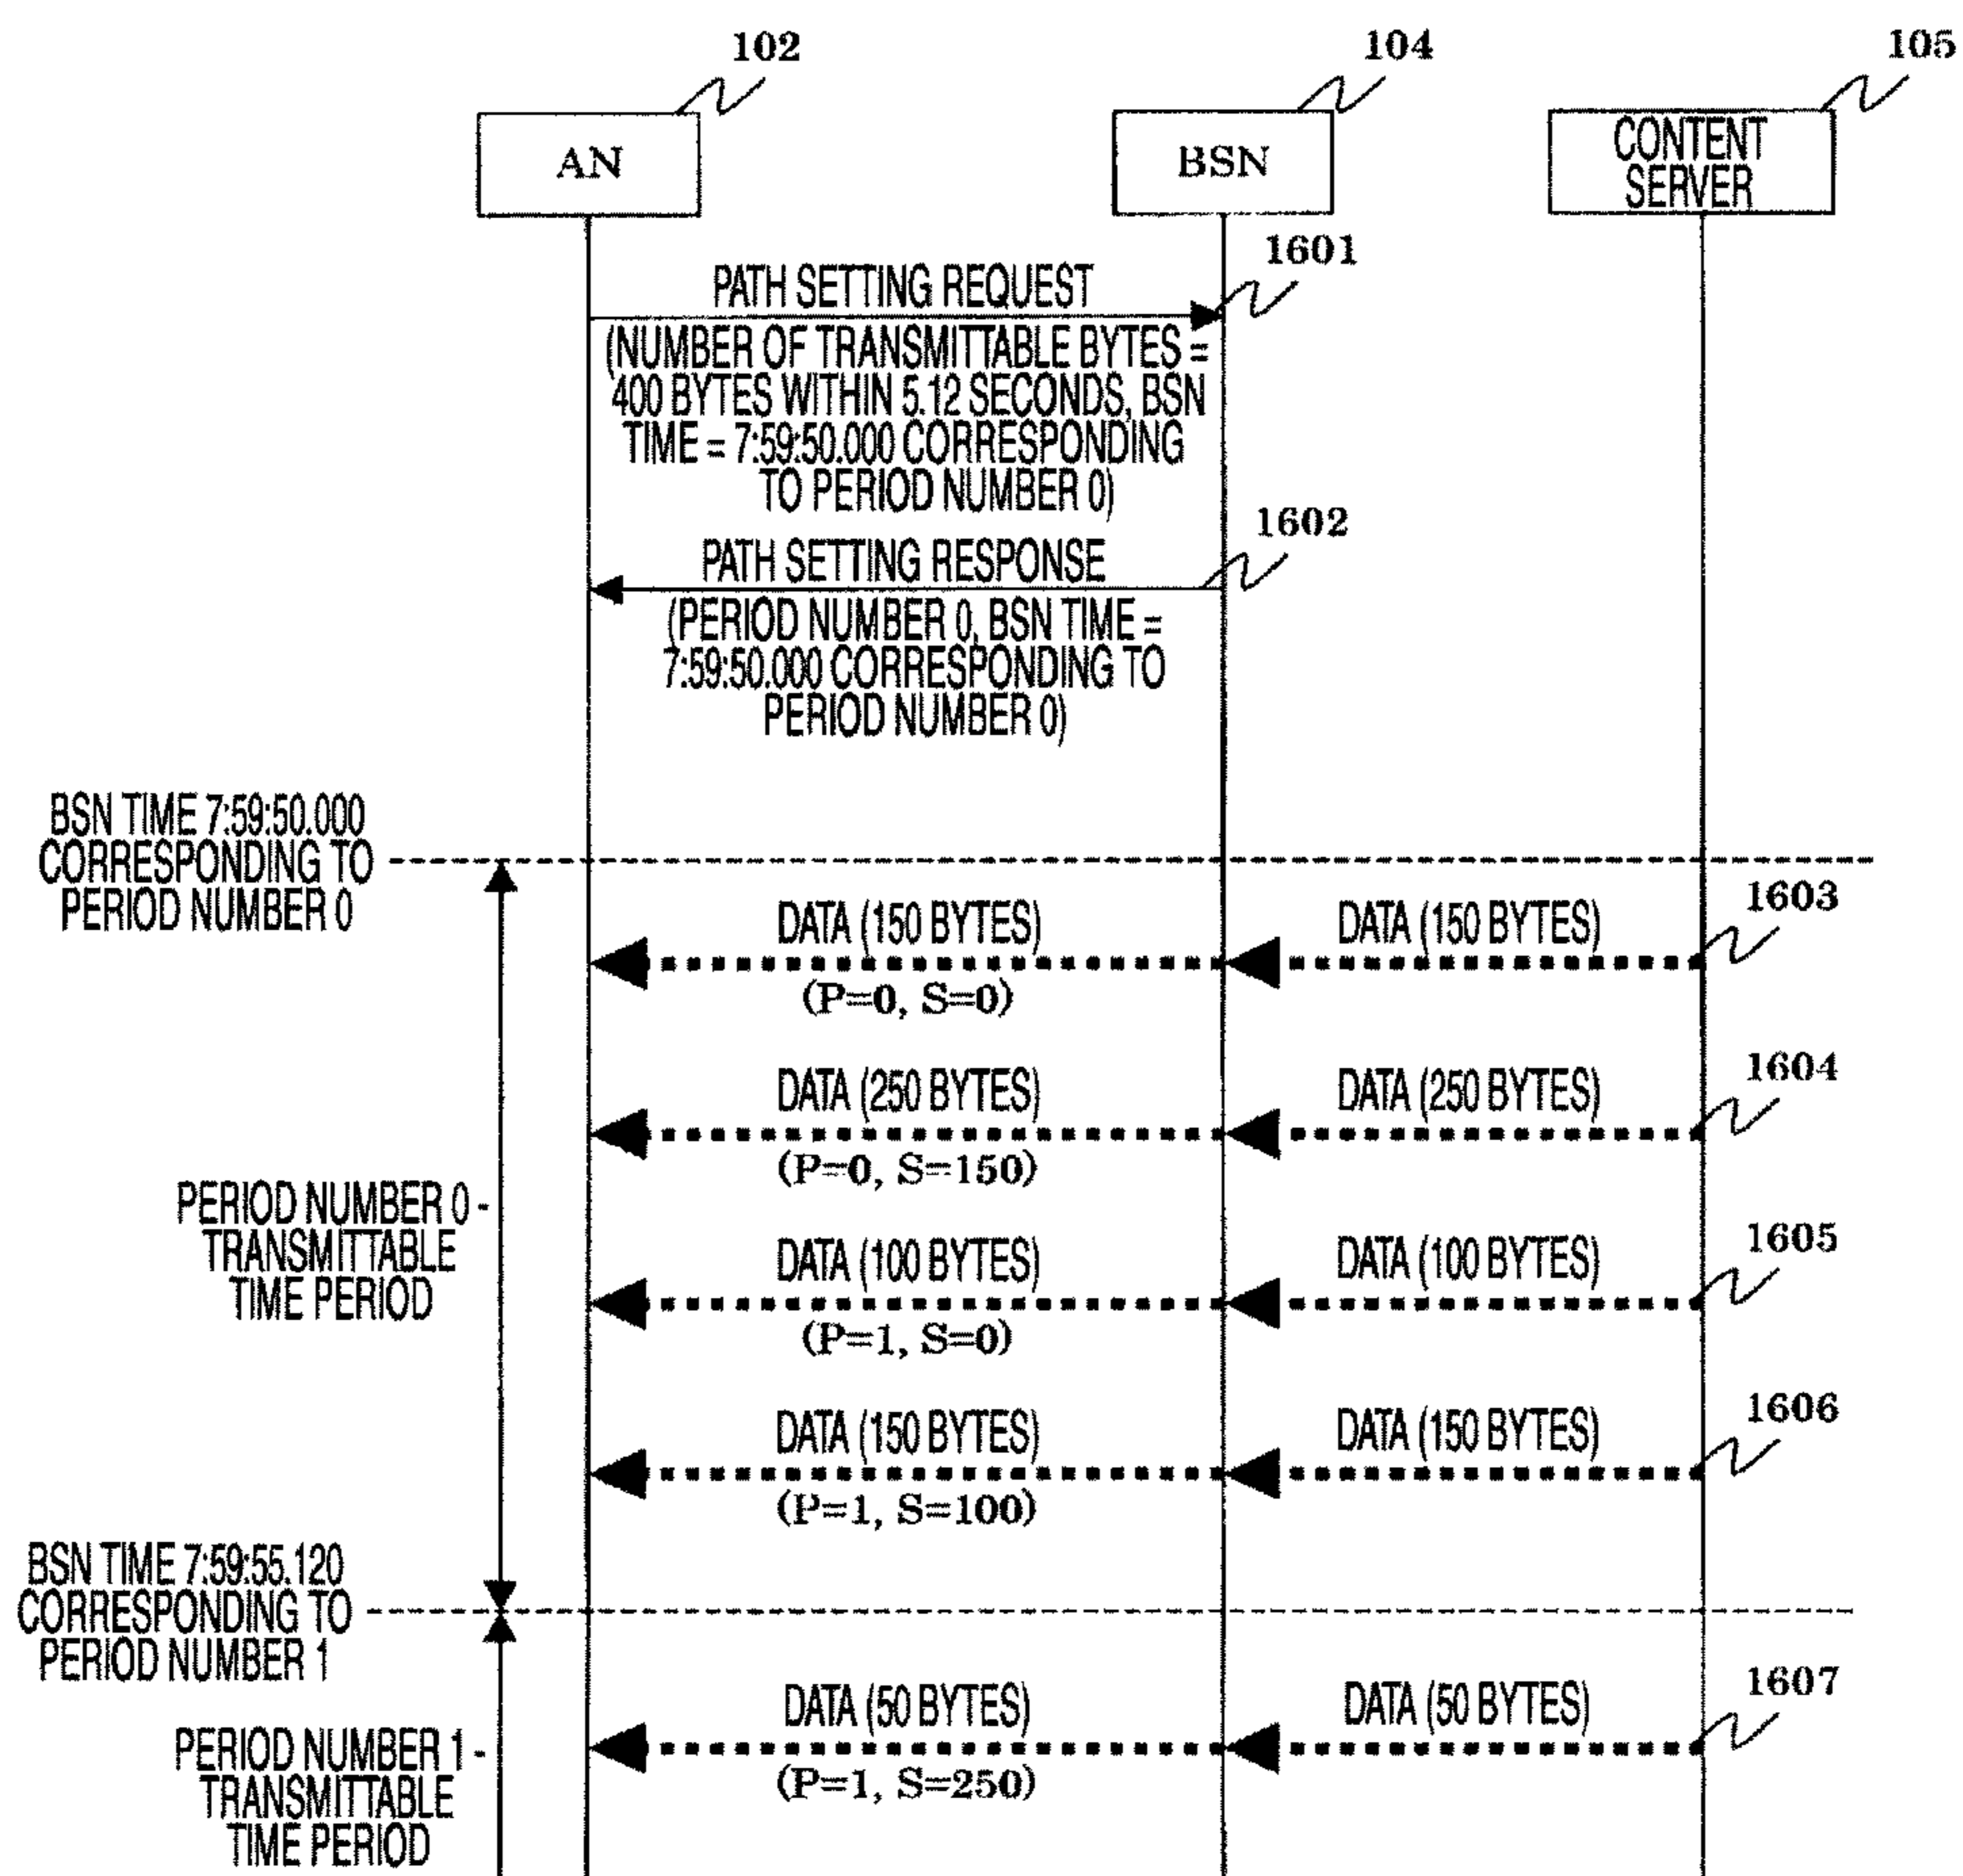 102
104
105
AN
BSN
CONTENT
SERVER
1601
PATH SETTING REQUEST
(NUMBER OF TRANSMITTABLE BYTES =
400 BYTES WITHIN 5.12 SECONDS, BSN
TIME = 7:59:50.000 CORRESPONDING
TO PERIOD NUMBER 0)
1602
PATH SETTING RESPONSE
(PERIOD NUMBER 0, BSN TIME =
7:59:50.000 CORRESPONDING TO
PERIOD NUMBER 0)
BSN TIME 7:59:50.000
CORRESPONDING TO
PERIOD NUMBER 0
1603
DATA (150 BYTES)
DATA (150 BYTES)
(P=0, S=0)
1604
DATA (250 BYTES)
DATA (250 BYTES)
(P=0, S=150)
PERIOD NUMBER 0
TRANSMITTABLE
TIME PERIOD
1605
DATA (100 BYTES)
DATA (100 BYTES)
(P=1, S=0)
1606
DATA (150 BYTES)
DATA (150 BYTES)
(P=1, S=100)
BSN TIME 7:59:55.120
CORRESPONDING TO
PERIOD NUMBER 1
1607
DATA (50 BYTES)
DATA (50 BYTES)
(P=1, S=250)
PERIOD NUMBER 1
TRANSMITTABLE
TIME PERIOD